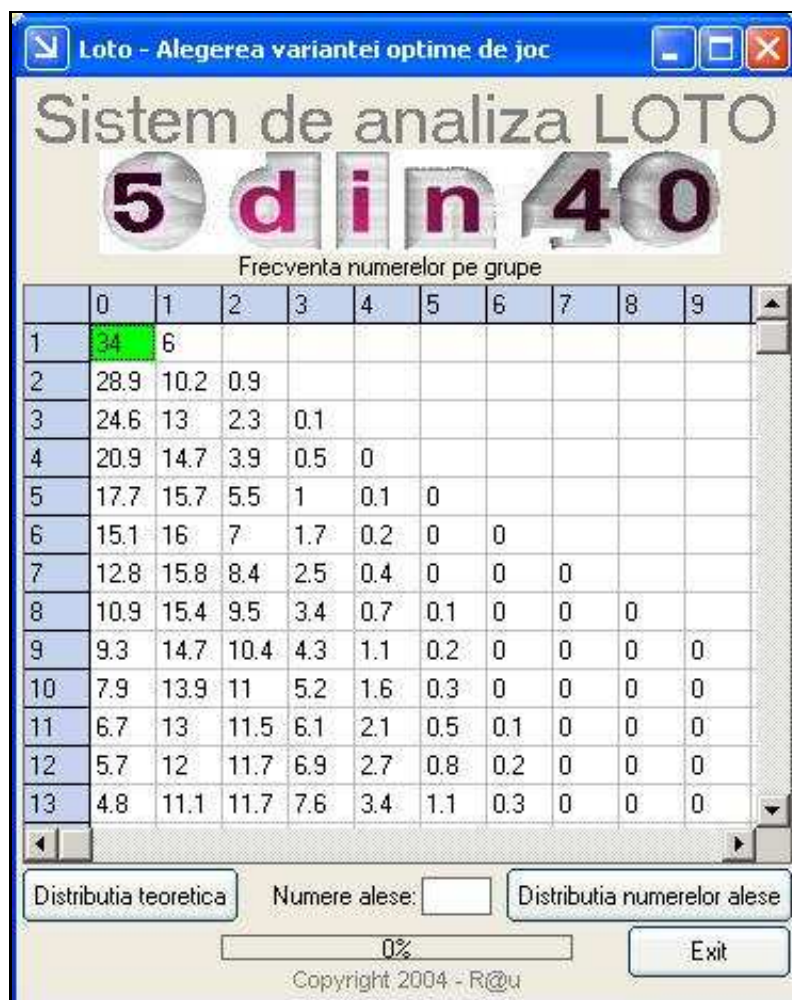 Loto - Alegerea variantei optime de joc
Sistem de analiza LOTO
5 din 40
Frecventa numerelor pe grupe
0 1 2 3 4 5 6 7 8 9
1 34 6
2 28.9 10.2 0.9
3 24.6 13 2.3 0.1
4 20.9 14.7 3.9 0.5 0
5 17.7 15.7 5.5 1 0.1 0
6 15.1 16 7 1.7 0.2 0 0
7 12.8 15.8 8.4 2.5 0.4 0 0 0
8 10.9 15.4 9.5 3.4 0.7 0.1 0 0 0
9 9.3 14.7 10.4 4.3 1.1 0.2 0 0 0 0
10 7.9 13.9 11 5.2 1.6 0.3 0 0 0 0
11 6.7 13 11.5 6.1 2.1 0.5 0.1 0 0 0
12 5.7 12 11.7 6.9 2.7 0.8 0.2 0 0 0
13 4.8 11.1 11.7 7.6 3.4 1.1 0.3 0 0 0
Distributia teoretica Numere alese: Distributia numerelor alese
0% Exit
Copyright 2004 - R@u